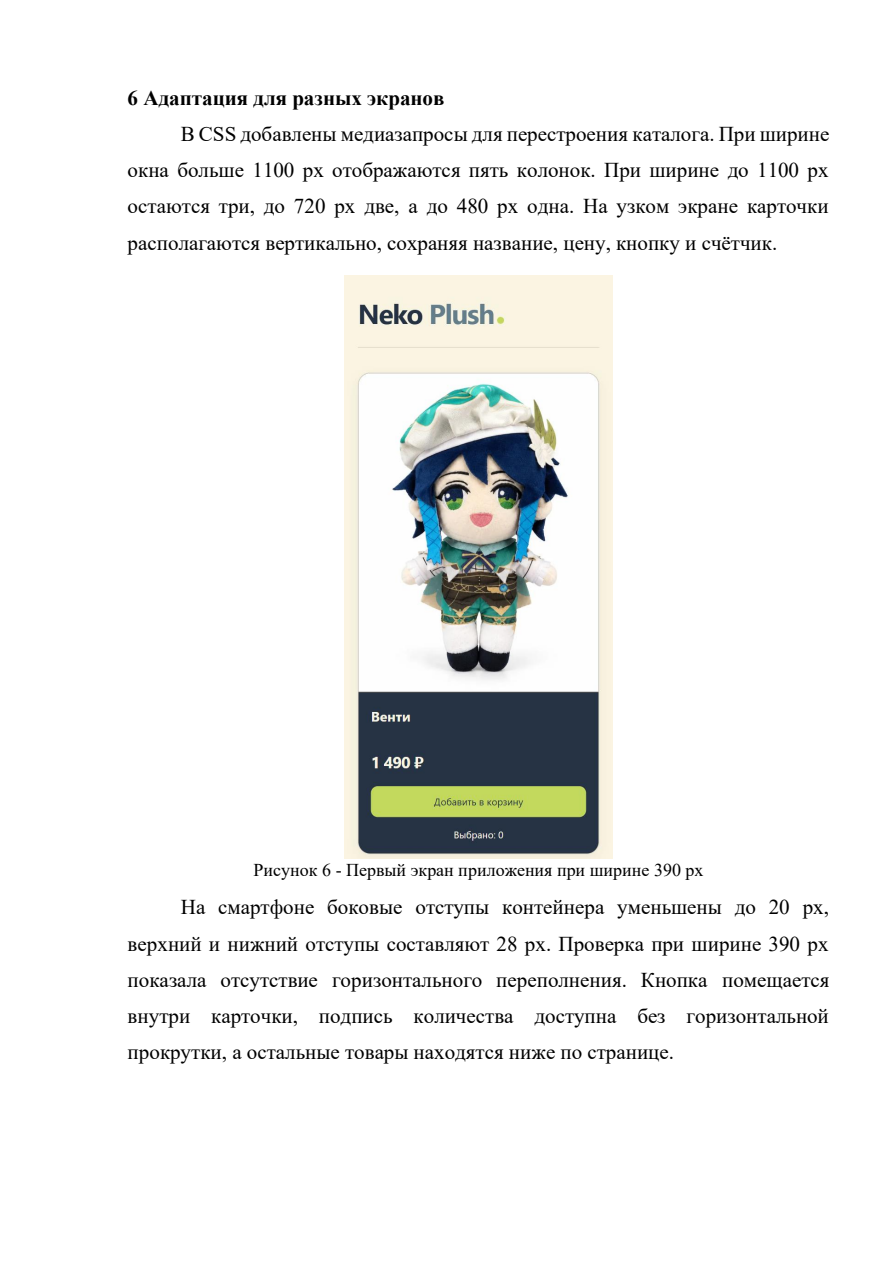 6 Адаптация для разных экранов
В CSS добавлены медиазапросы для перестроения каталога. При ширине
окна больше 1100 px отображаются пять колонок. При ширине до 1100 px
остаются три, до 720 px две, а до 480 px одна. На узком экране карточки
располагаются вертикально, сохраняя название, цену, кнопку и счётчик.
Neko Plush.
Венти
1 490 ₽
Добавить в корзину
Выбрано: 0
Рисунок 6 - Первый экран приложения при ширине 390 px
На смартфоне боковые отступы контейнера уменьшены до 20 px,
верхний и нижний отступы составляют 28 px. Проверка при ширине 390 px
показала отсутствие горизонтального переполнения. Кнопка помещается
внутри карточки, подпись количества доступна без горизонтальной
прокрутки, а остальные товары находятся ниже по странице.